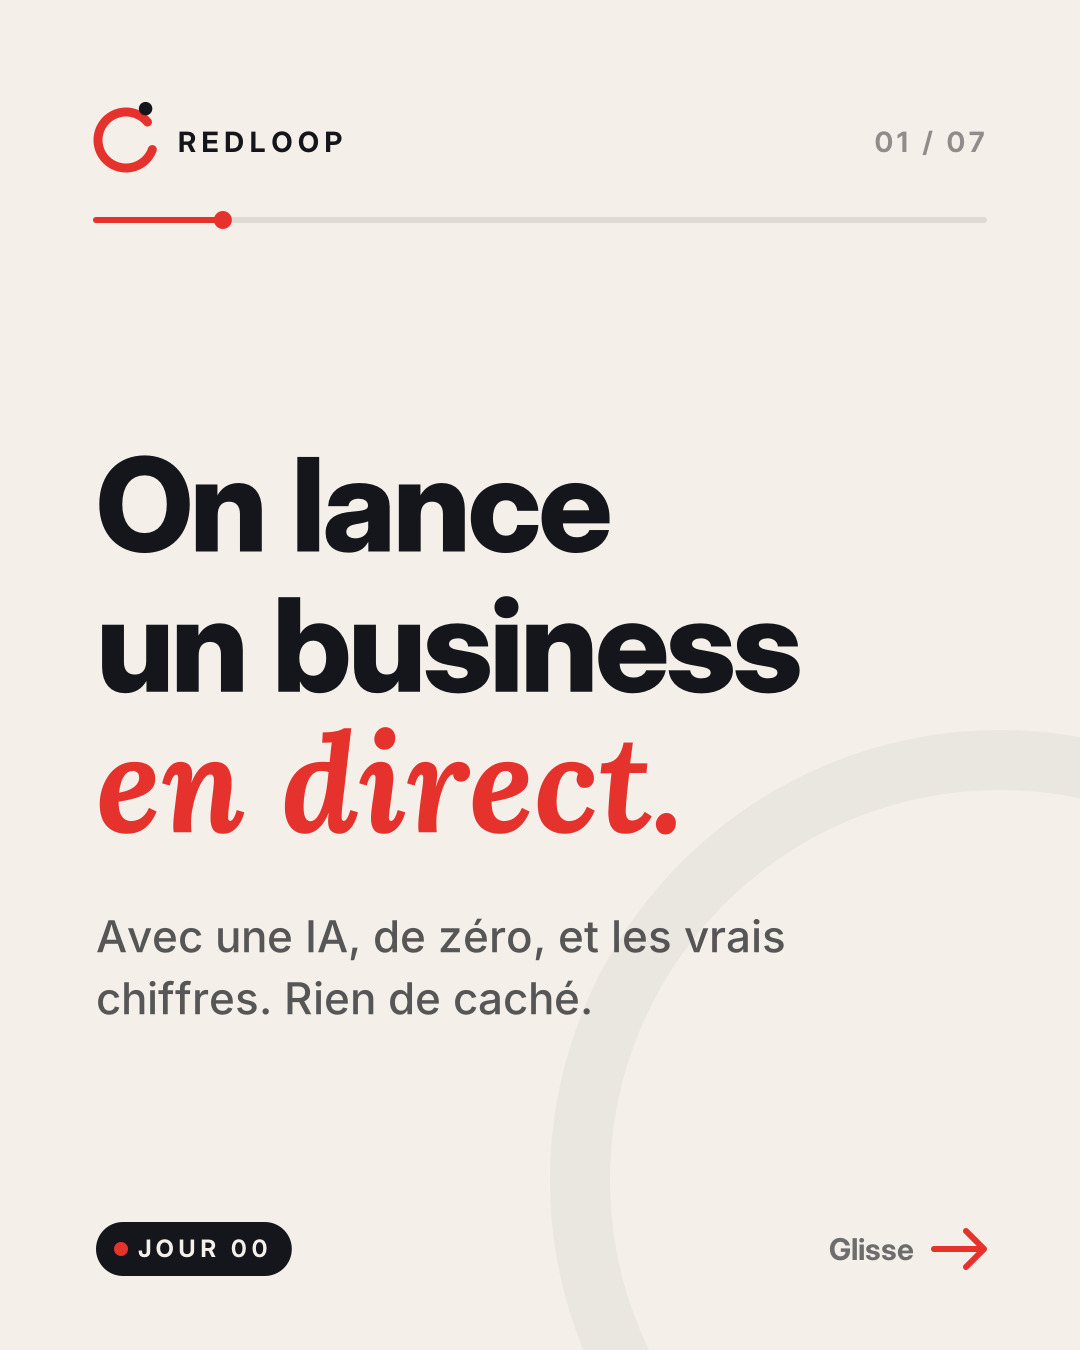 REDLOOP
01 / 07
On lance
un business
en direct.
Avec une IA, de zéro, et les vrais
chiffres. Rien de caché.
JOUR 00
Glisse